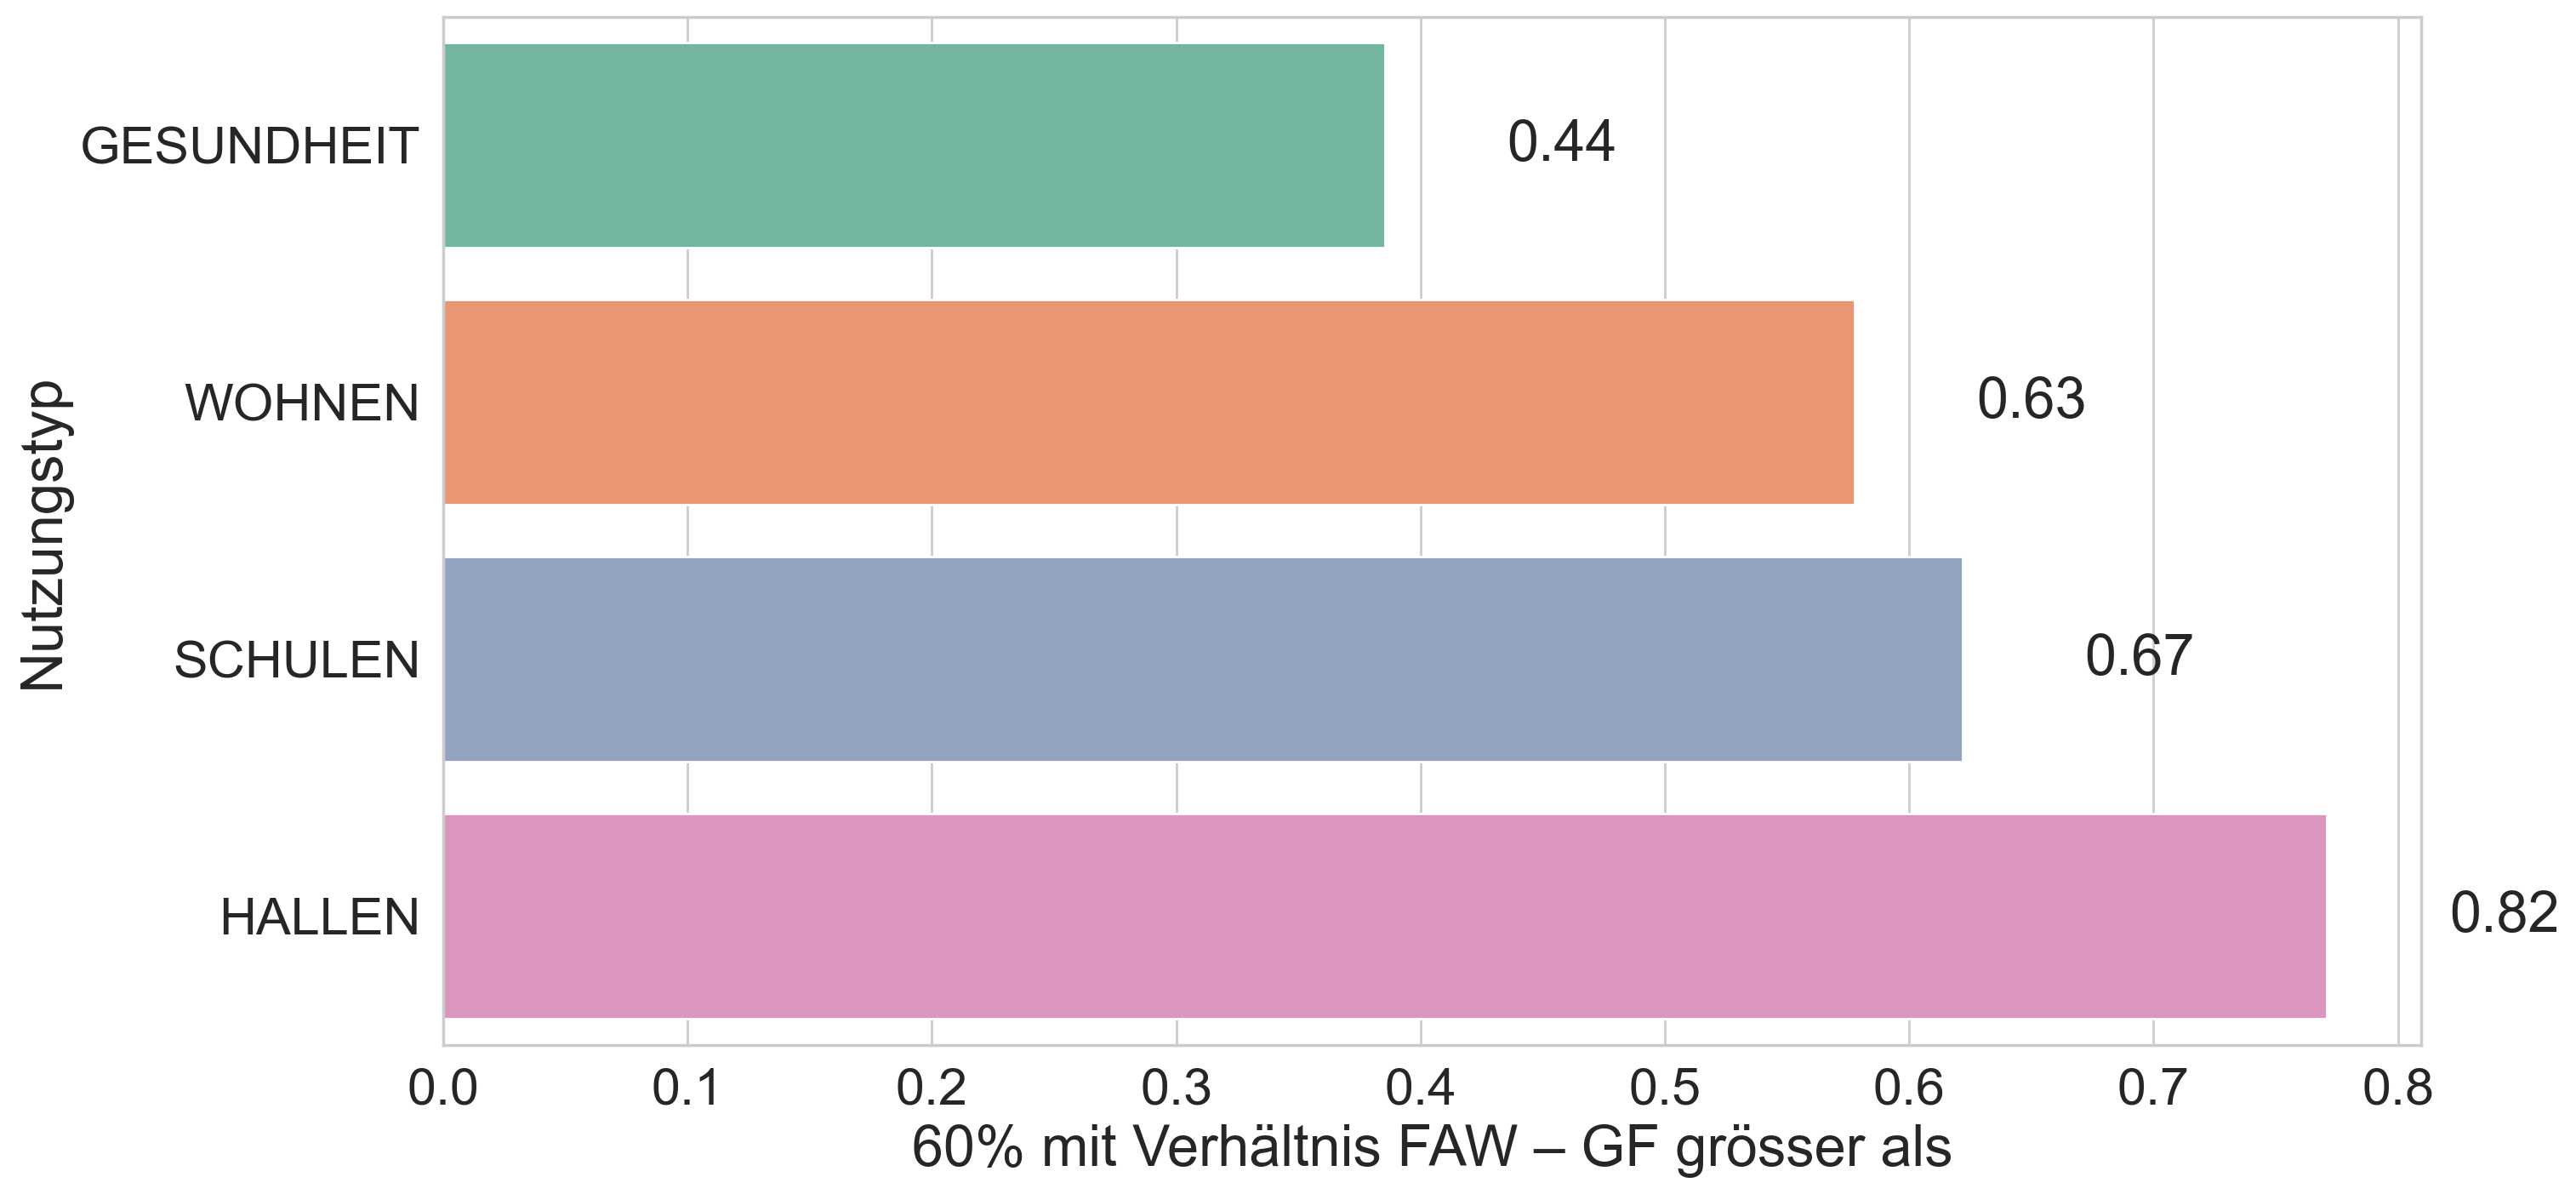 GESUNDHEIT
0.44
WOHNEN
0.63
SCHULEN
0.67
HALLEN
0.82
Nutzungstyp
0.0 0.1 0.2 0.3 0.4 0.5 0.6 0.7 0.8
60% mit Verhältnis FAW – GF grösser als